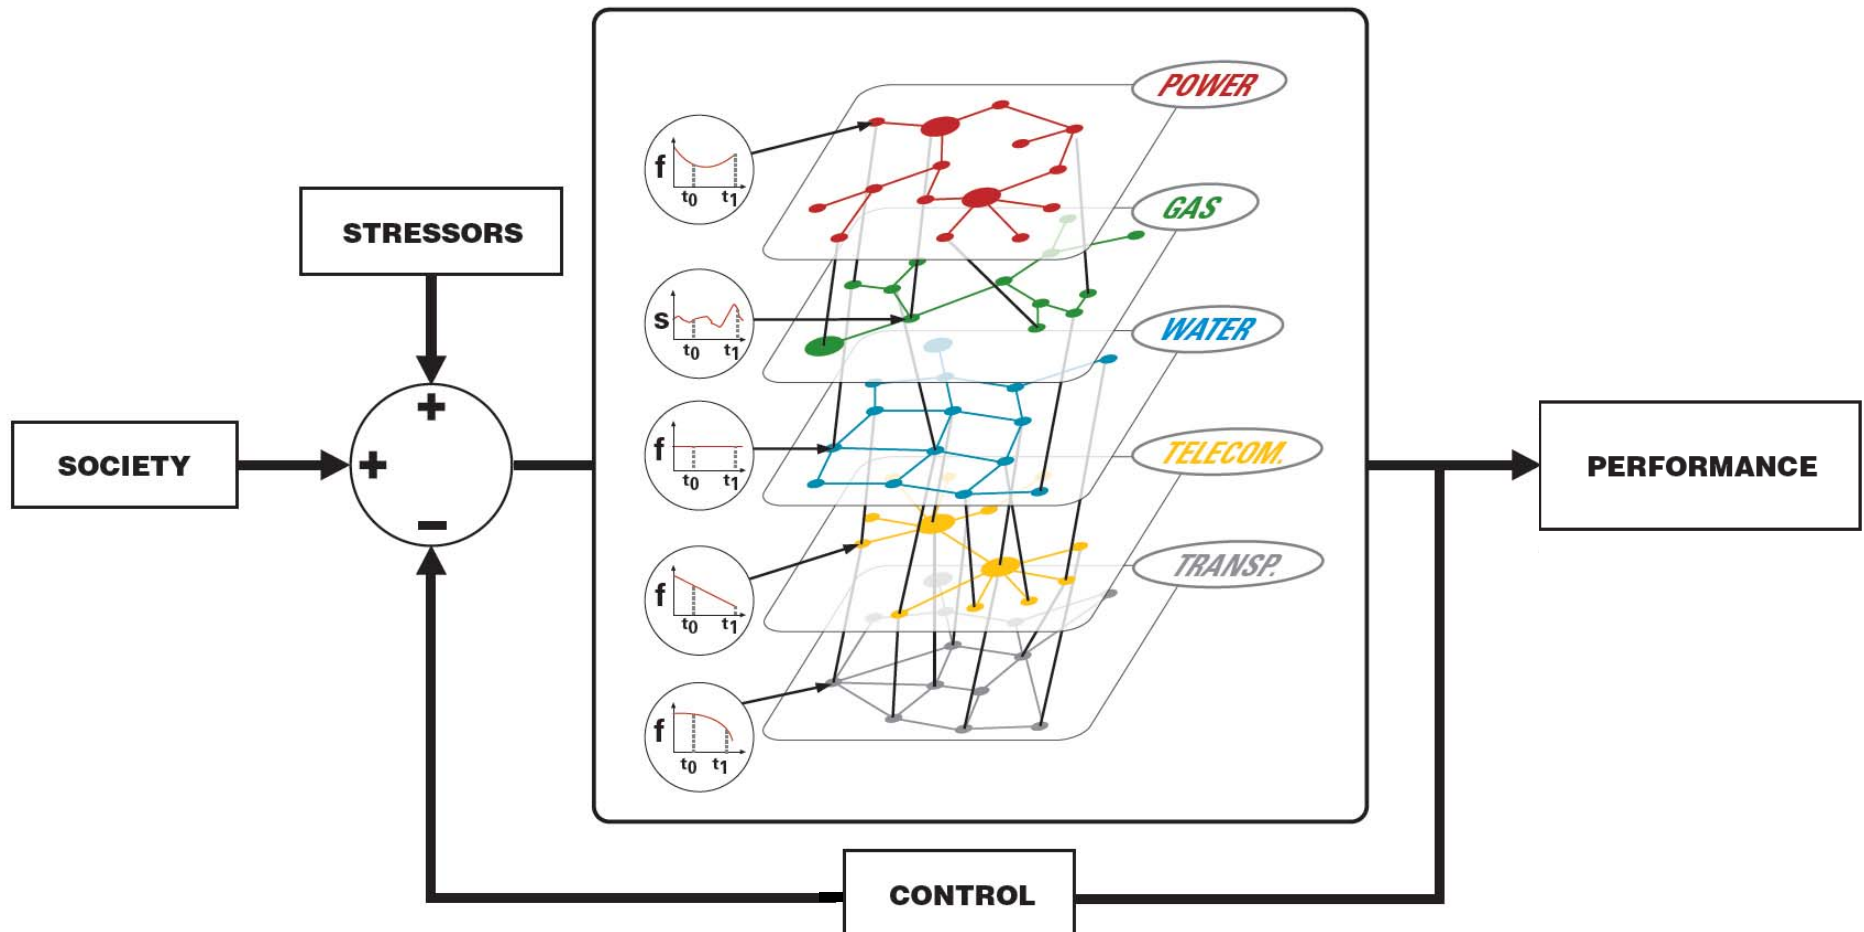 POWER
f
t0 t1
STRESSORS
GAS
s
t0 t1
WATER
+
SOCIETY
+
f
t0 t1
TELECOM.
PERFORMANCE
−
f
t0 t1
TRANSP.
f
t0 t1
CONTROL